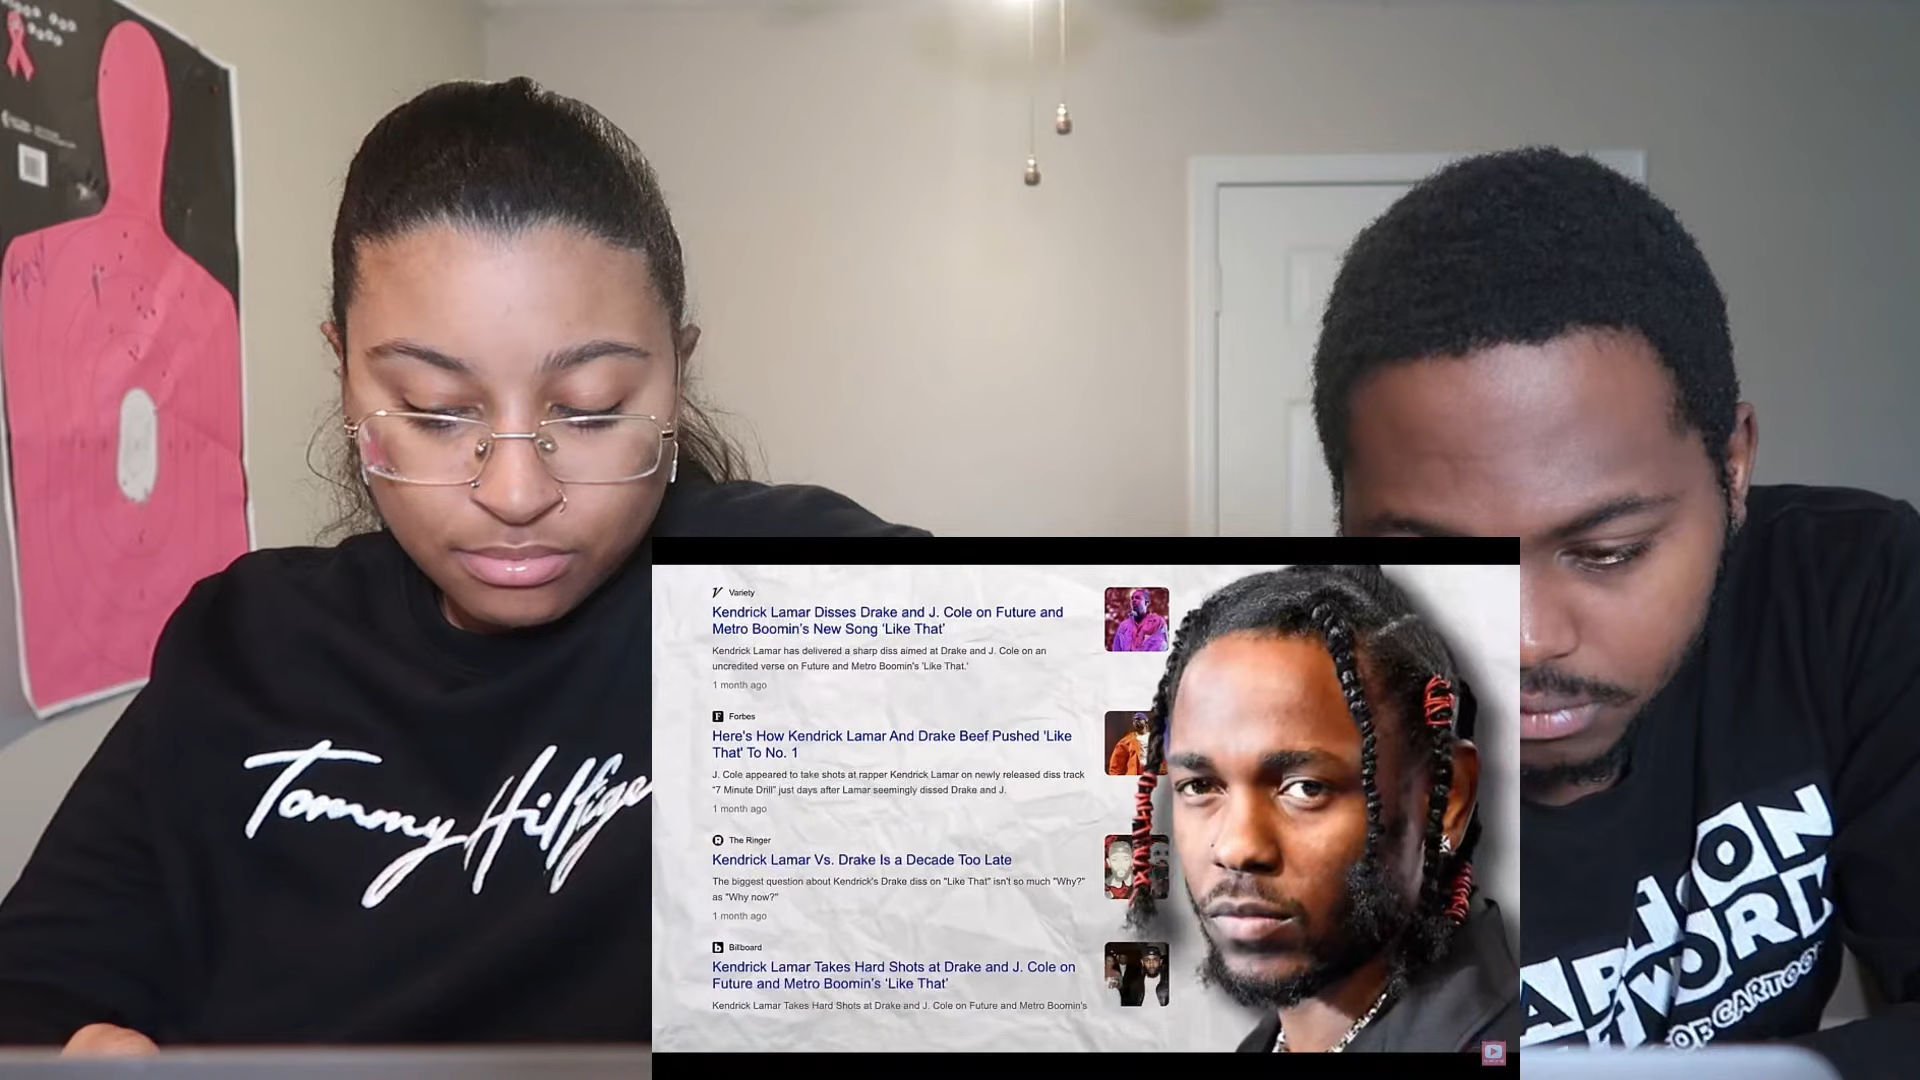 Tommy Hilfige
Variety
Kendrick Lamar Disses Drake and J. Cole on Future and
Metro Boomin's New Song 'Like That'
Kendrick Lamar has delivered a sharp diss aimed at Drake and J. Cole on an
uncredited verse on Future and Metro Boomin's 'Like That.'
1 month ago
Forbes
Here's How Kendrick Lamar And Drake Beef Pushed 'Like
That' To No. 1
J. Cole appeared to take shots at rapper Kendrick Lamar on newly released diss track
"7 Minute Drill" just days after Lamar seemingly dissed Drake and J.
1 month ago
The Ringer
Kendrick Lamar Vs. Drake Is a Decade Too Late
The biggest question about Kendrick's Drake diss on "Like That" isn't so much "Why?"
as "Why now?"
1 month ago
Billboard
Kendrick Lamar Takes Hard Shots at Drake and J. Cole on
Future and Metro Boomin's 'Like That'
Kendrick Lamar Takes Hard Shots at Drake and J. Cole on Future and Metro Boomin's
OF CARTOO